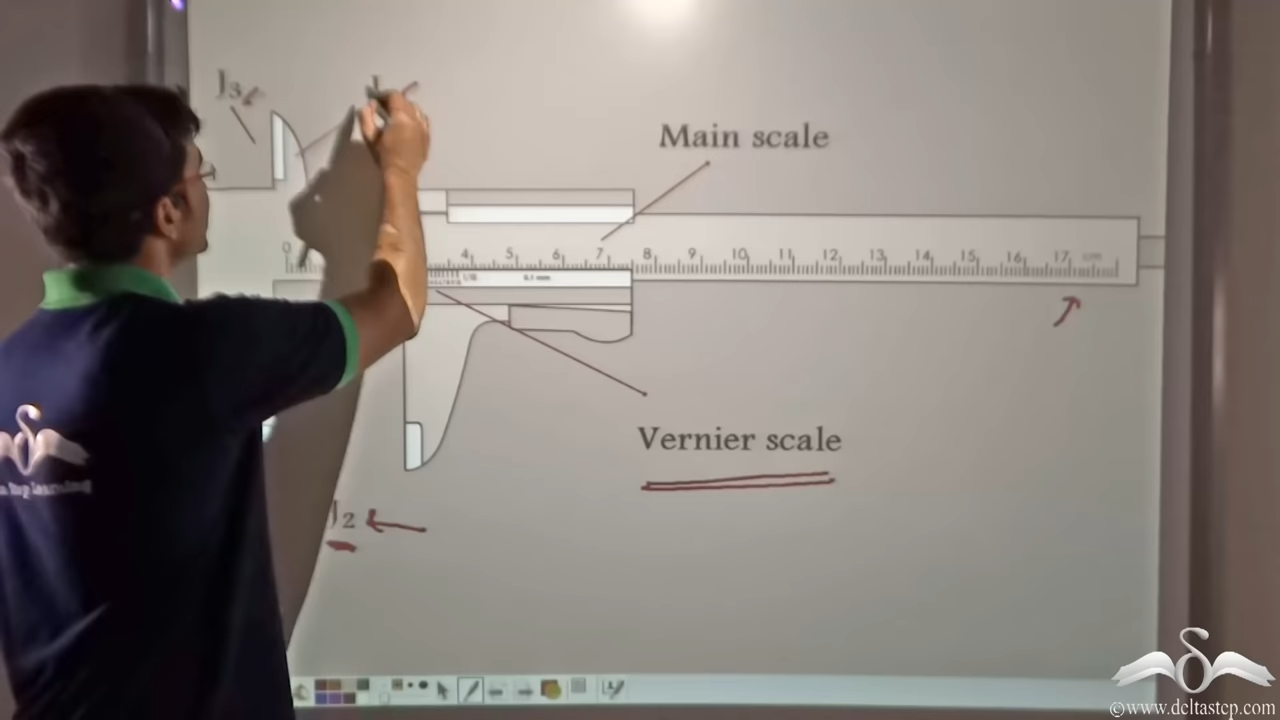 J3
Main scale
0 4 5 6 7 8 9 10 11 12 13 14 15 16 17 cm
0.1 mm
Vernier scale
J2
©www.deltastep.com